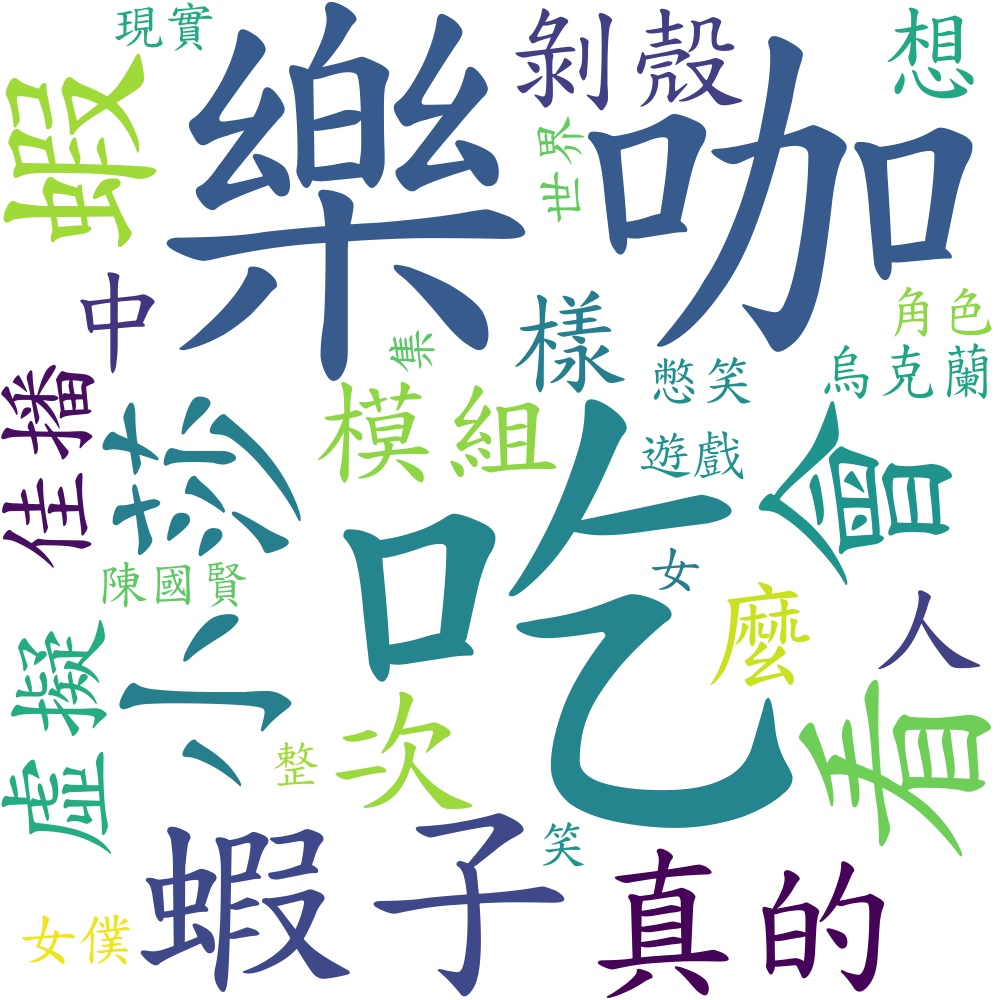 現實
樂咖
剝殼
想
蝦
世界
中
集
樣
角色
憋笑
烏克蘭
佳播
小莎
模組
遊戲
會
吃
陳國賢
女
麼
人
虛擬
次
看
整
蝦子
笑
真的
女僕